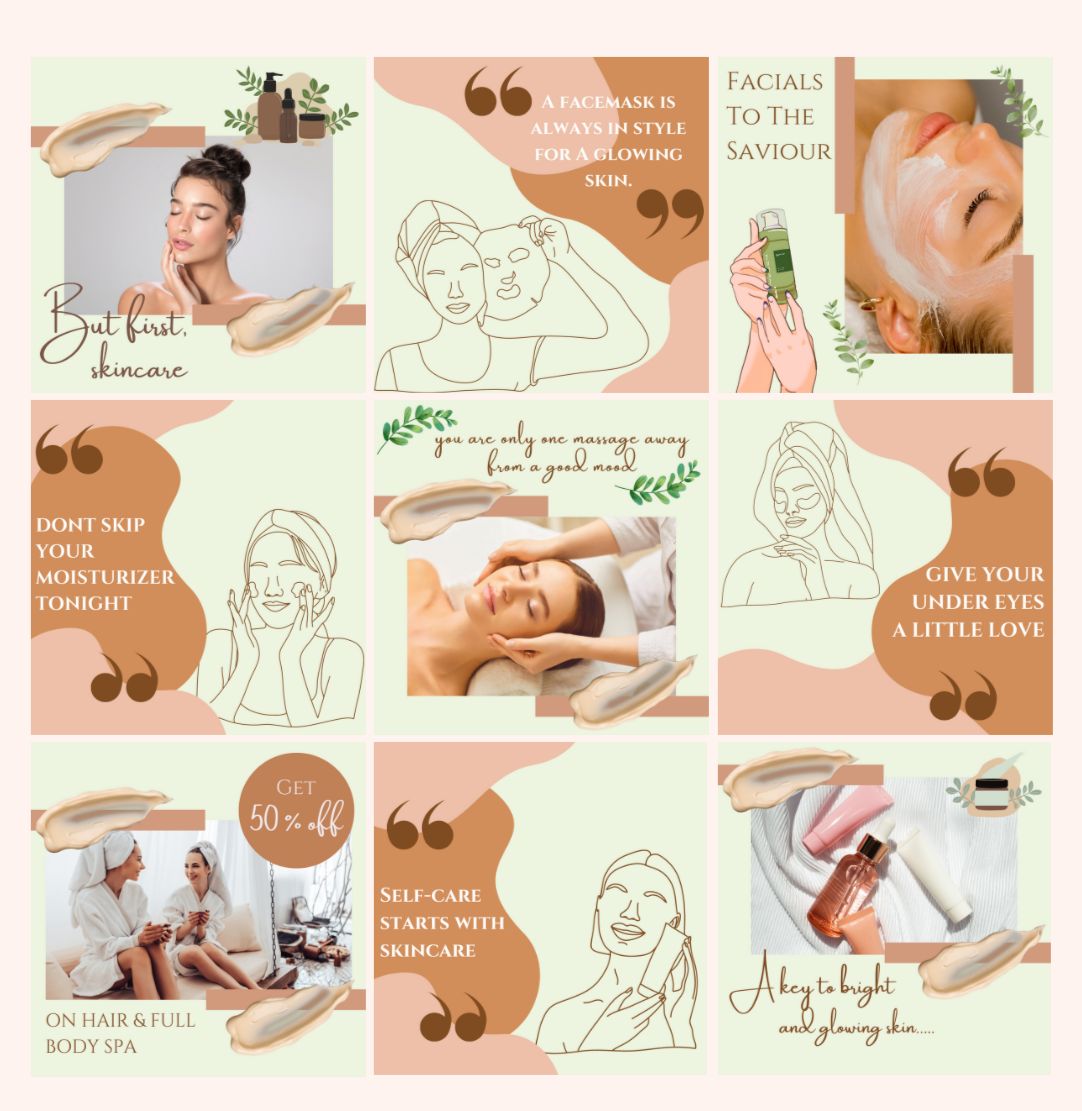 But first,
skincare
A FACEMASK IS
ALWAYS IN STYLE
FOR A GLOWING
SKIN.
FACIALS
TO THE
SAVIOUR
DONT SKIP
YOUR
MOISTURIZER
TONIGHT
you are only one massage away
from a good mood
GIVE YOUR
UNDER EYES
A LITTLE LOVE
GET
50 % off
ON HAIR & FULL
BODY SPA
SELF-CARE
STARTS WITH
SKINCARE
A key to bright
and glowing skin.....